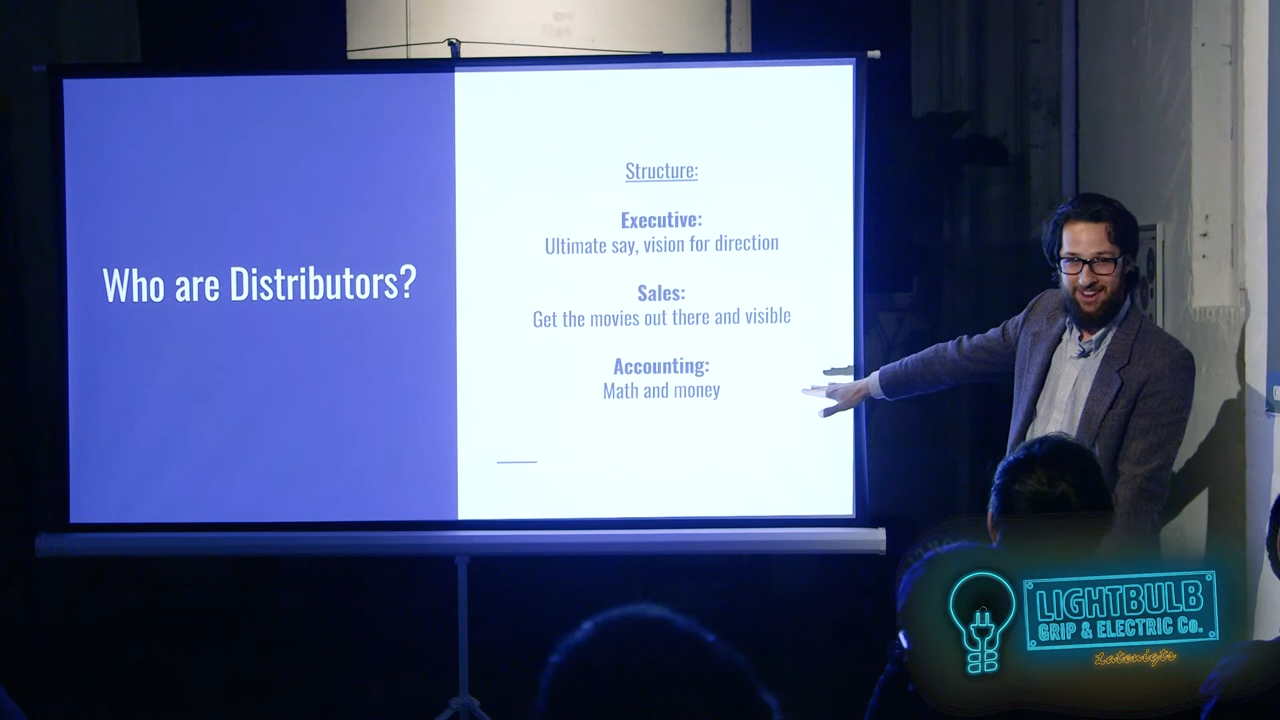 Who are Distributors?
Structure:
Executive:
Ultimate say, vision for direction
Sales:
Get the movies out there and visible
Accounting:
Math and money
LIGHTBULB
GRIP & ELECTRIC Co.
Latenigts